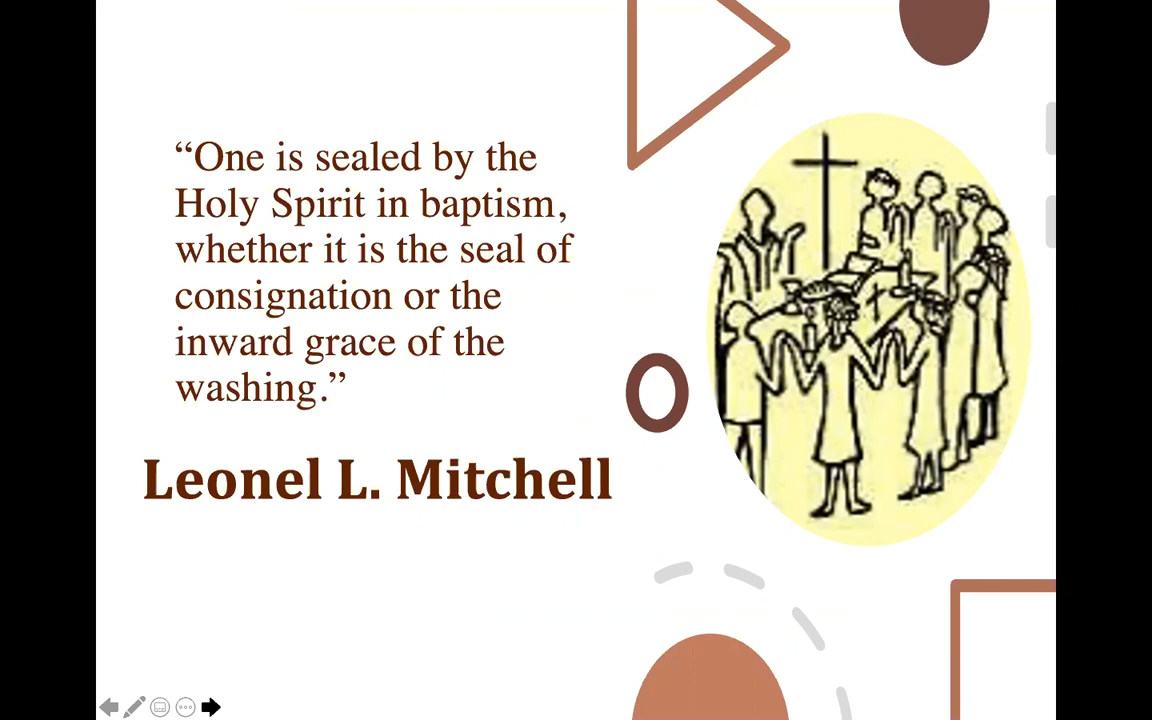 “One is sealed by the
Holy Spirit in baptism,
whether it is the seal of
consignation or the
inward grace of the
washing.”
Leonel L. Mitchell